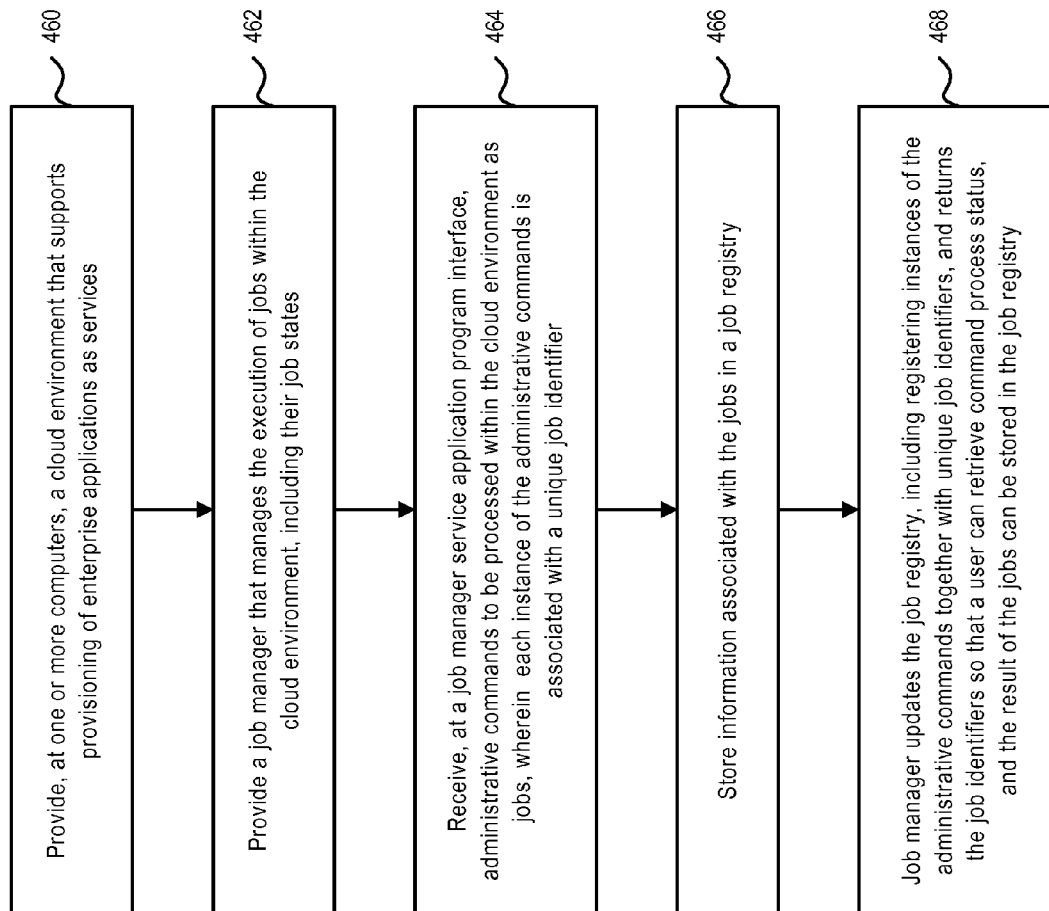 Provide, at one or more computers, a cloud environment that supports
provisioning of enterprise applications as services
460
Provide a job manager that manages the execution of jobs within the
cloud environment, including their job states
462
Receive, at a job manager service application program interface,
administrative commands to be processed within the cloud environment as
jobs, wherein each instance of the administrative commands is
associated with a unique job identifier
464
Store information associated with the jobs in a job registry
466
Job manager updates the job registry, including registering instances of the
administrative commands together with unique job identifiers, and returns
the job identifiers so that a user can retrieve command process status,
and the result of the jobs can be stored in the job registry
468